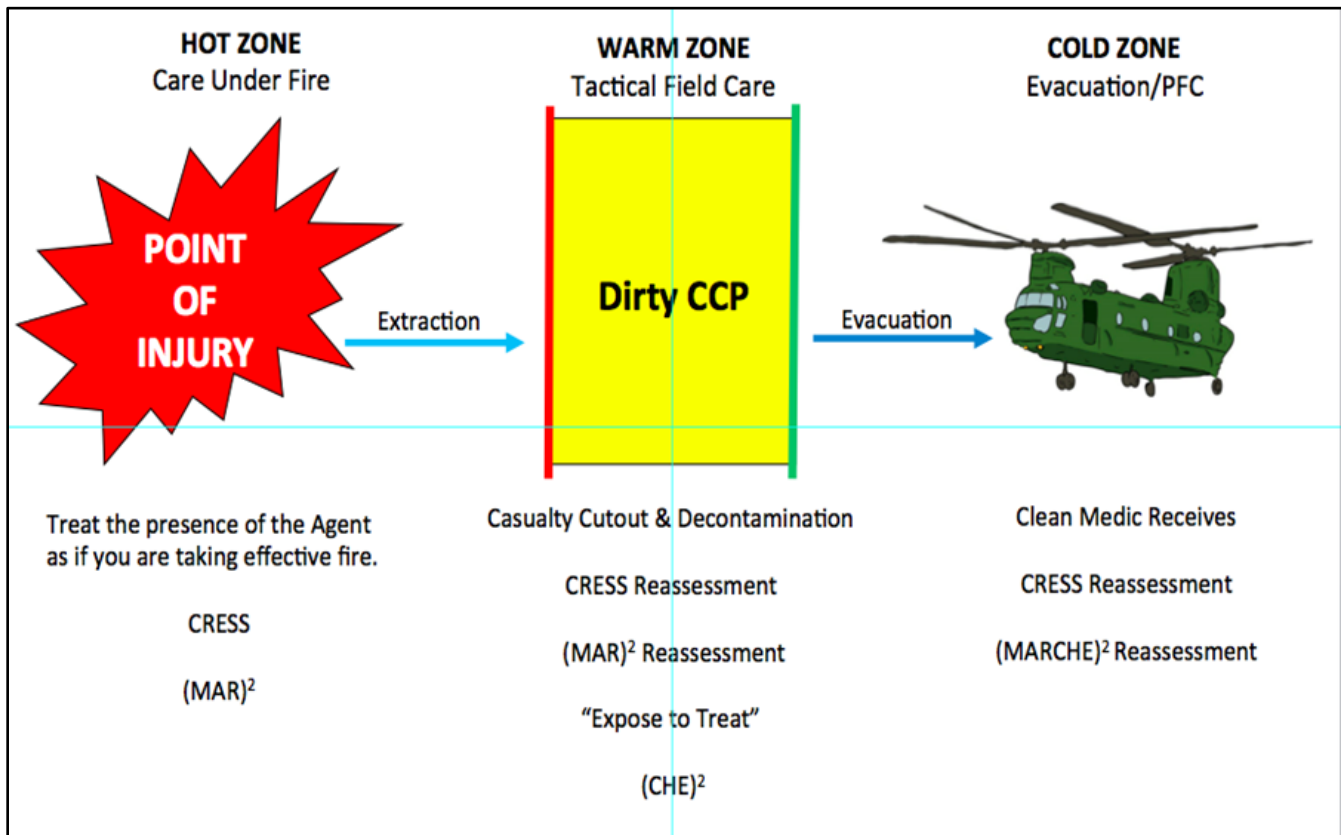 HOT ZONE
Care Under Fire
POINT
OF
INJURY
Extraction
Treat the presence of the Agent
as if you are taking effective fire.
CRESS
(MAR)²
WARM ZONE
Tactical Field Care
Dirty CCP
Evacuation
Casualty Cutout & Decontamination
CRESS Reassessment
(MAR)² Reassessment
“Expose to Treat”
(CHE)²
COLD ZONE
Evacuation/PFC
Clean Medic Receives
CRESS Reassessment
(MARCHE)² Reassessment